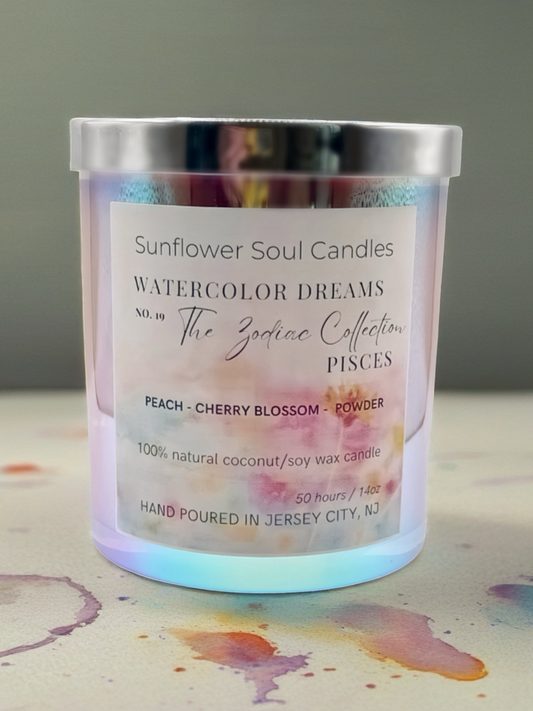 Sunflower Soul Candles
WATERCOLOR DREAMS
NO. 19 The Zodiac Collection
PISCES
PEACH - CHERRY BLOSSOM - POWDER
100% natural coconut/soy wax candle
50 hours / 14oz
HAND POURED IN JERSEY CITY, NJ